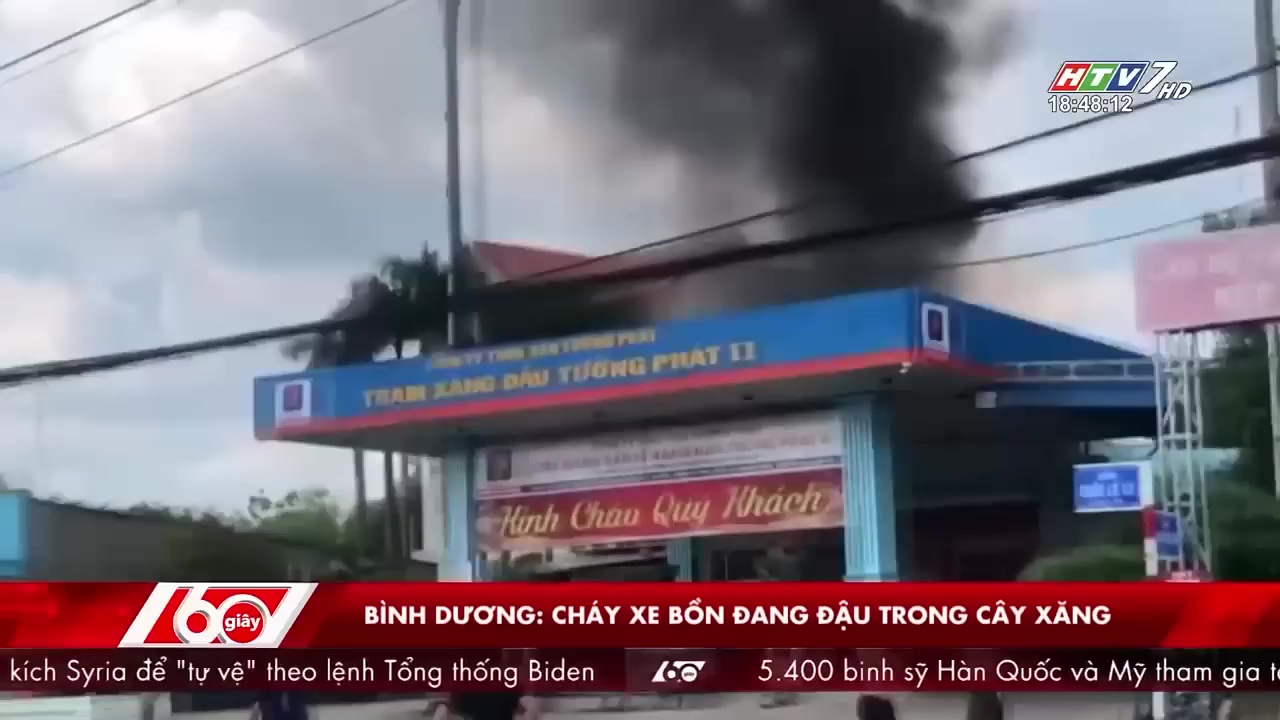 HTV7 HD
18:48:12
TRẠM XĂNG DẦU TƯỜNG PHÁT II
Kính Chào Quý Khách
60 giây
BÌNH DƯƠNG: CHÁY XE BỒN ĐANG ĐẬU TRONG CÂY XĂNG
kích Syria để "tự vệ" theo lệnh Tổng thống Biden
60 giây
5.400 binh sỹ Hàn Quốc và Mỹ tham gia